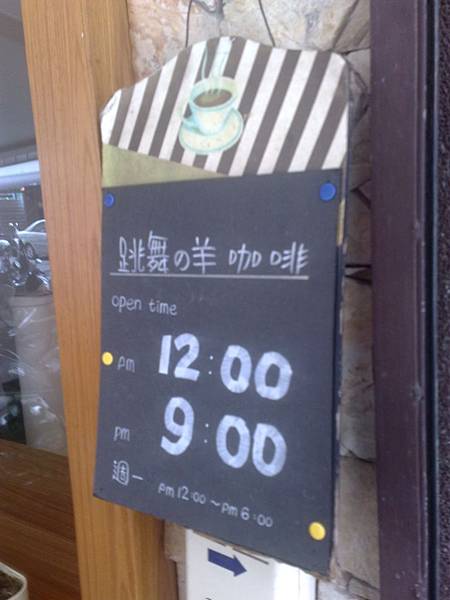 跳舞の羊 咖啡
open time
pm 12:00
pm 9:00
週一 pm 12:00 ~ pm 6:00